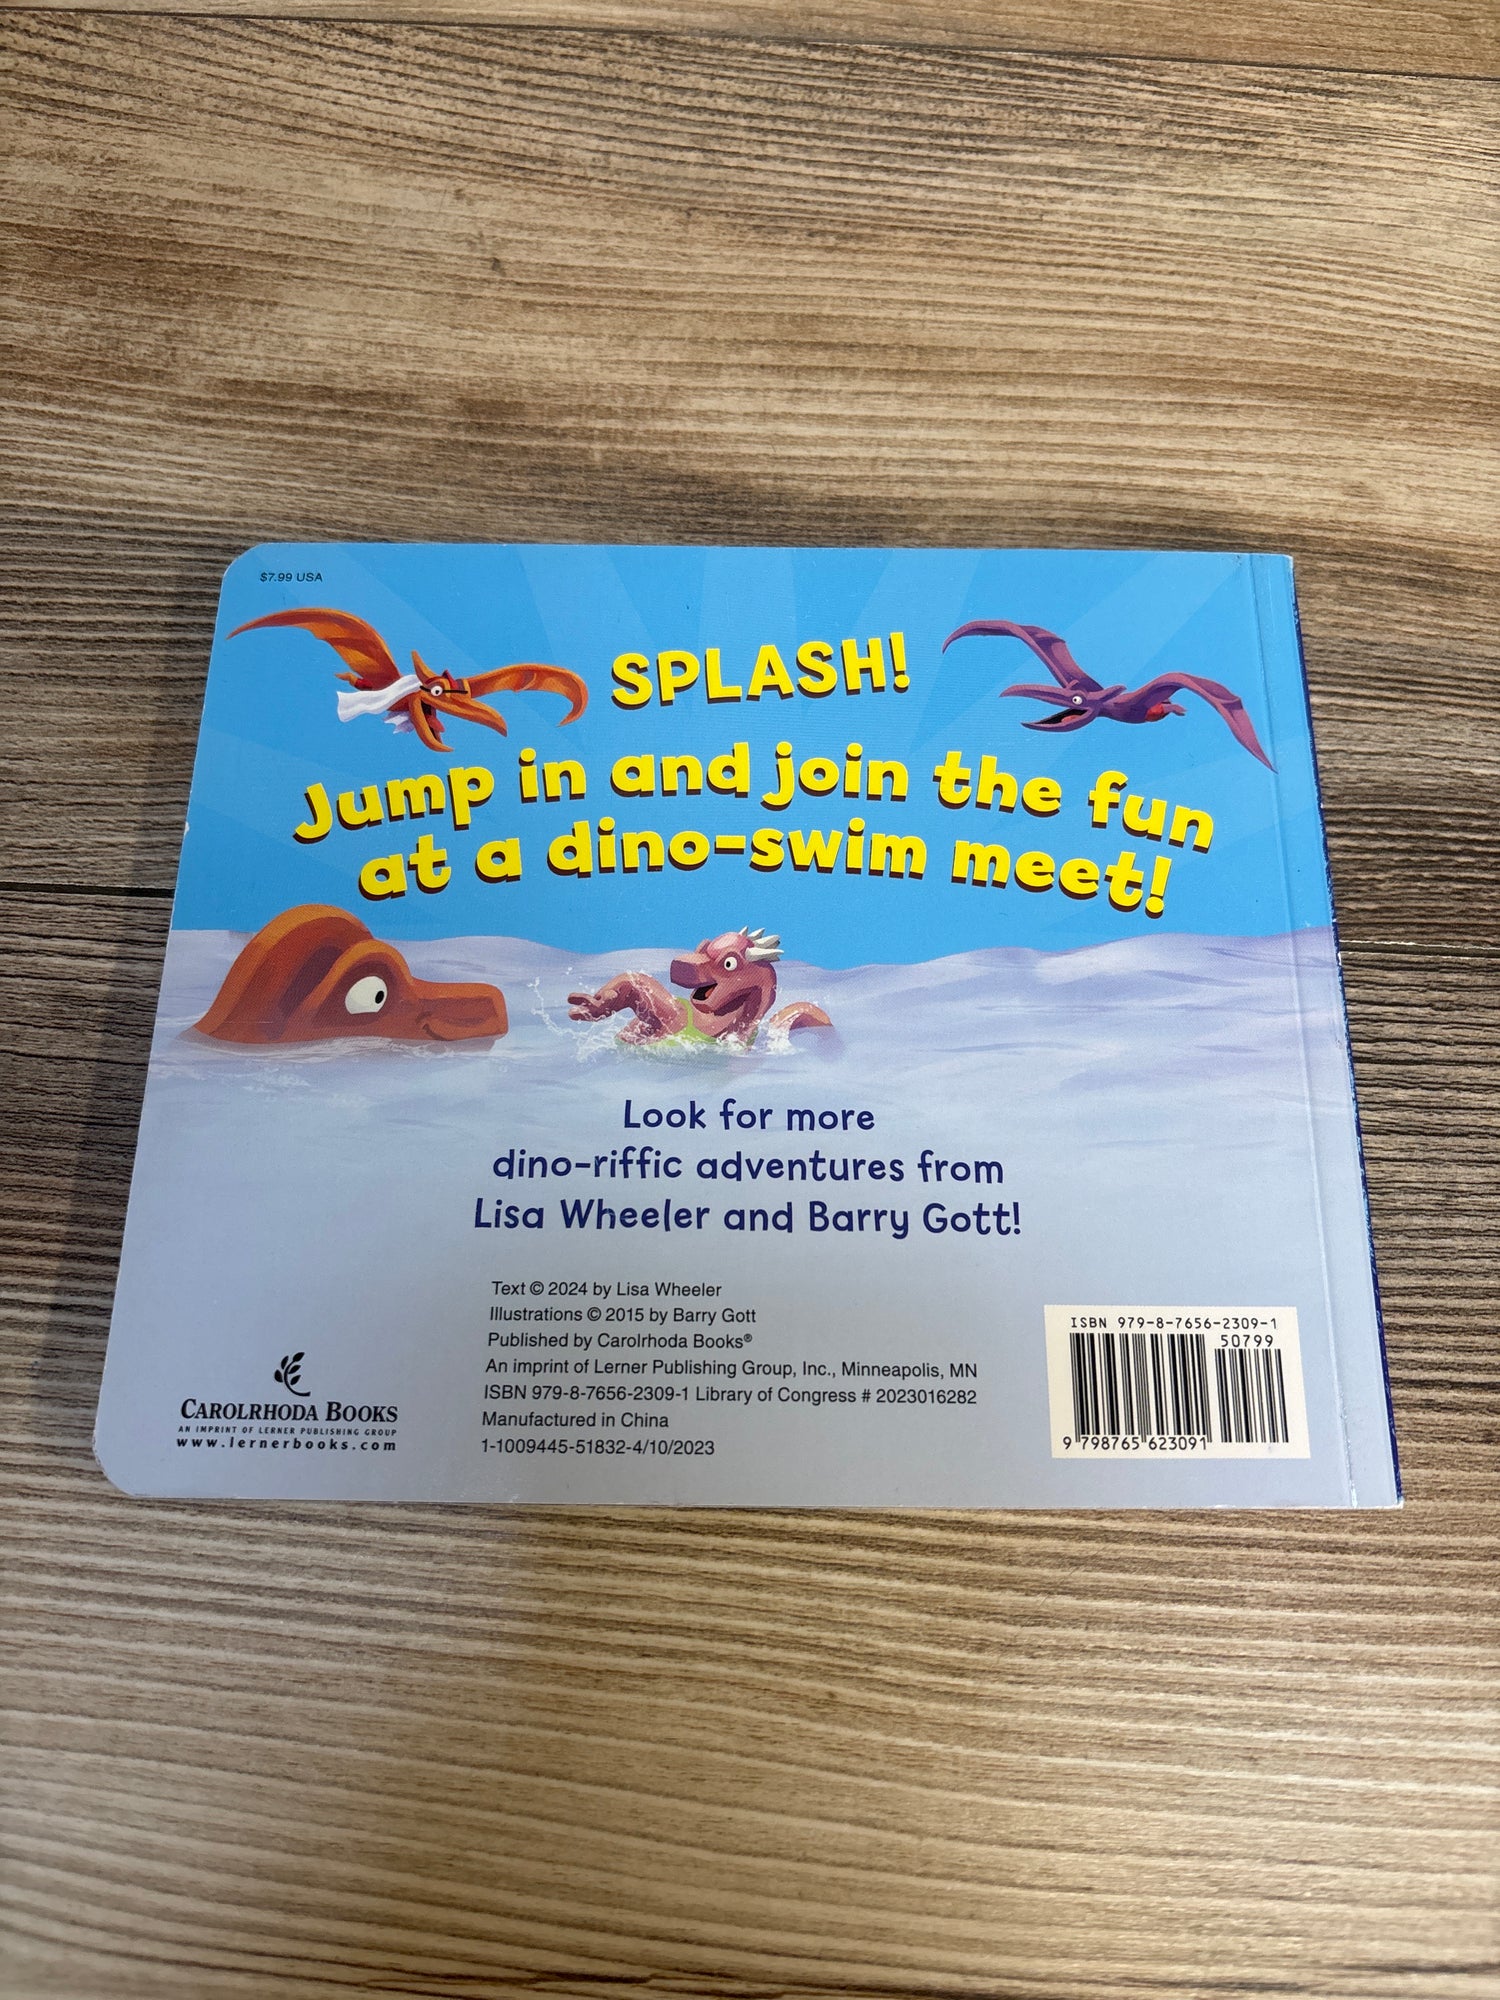 $7.99 USA
SPLASH!
Jump in and join the fun
at a dino-swim meet!
Look for more
dino-riffic adventures from
Lisa Wheeler and Barry Gott!
Text © 2024 by Lisa Wheeler
Illustrations © 2015 by Barry Gott
Published by Carolrhoda Books®
An imprint of Lerner Publishing Group, Inc., Minneapolis, MN
ISBN 979-8-7656-2309-1 Library of Congress # 2023016282
Manufactured in China
1-1009445-51832-4/10/2023
CAROLRHODA BOOKS
AN IMPRINT OF LERNER PUBLISHING GROUP
www.lernerbooks.com
ISBN 979-8-7656-2309-1
50799
9 798765 623091